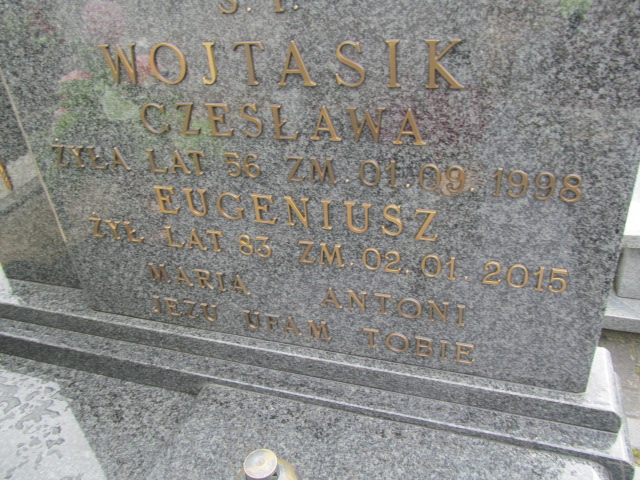 Ś. P.
WOJTASIK
CZESŁAWA
ŻYŁA LAT 56 ZM. 01.09.1998
EUGENIUSZ
ŻYŁ LAT 83 ZM. 02.01.2015
MARIA ANTONI
JEZU UFAM TOBIE